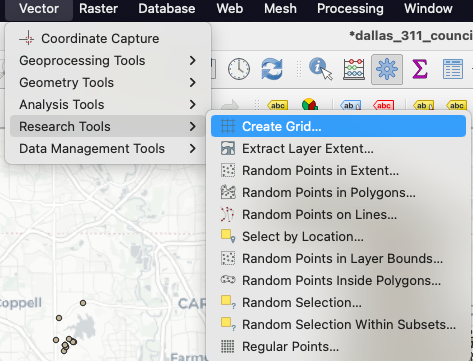 Vector Raster Database Web Mesh Processing Window
*dallas_311_counci
Coordinate Capture
Geoprocessing Tools
Geometry Tools
Analysis Tools
Research Tools
Data Management Tools
Create Grid...
Extract Layer Extent...
Random Points in Extent...
Random Points in Polygons...
Random Points on Lines...
Select by Location...
Random Points in Layer Bounds...
Random Points Inside Polygons...
Random Selection...
Random Selection Within Subsets...
Regular Points...
abc abc abc abc
oppell
CAR
Farme